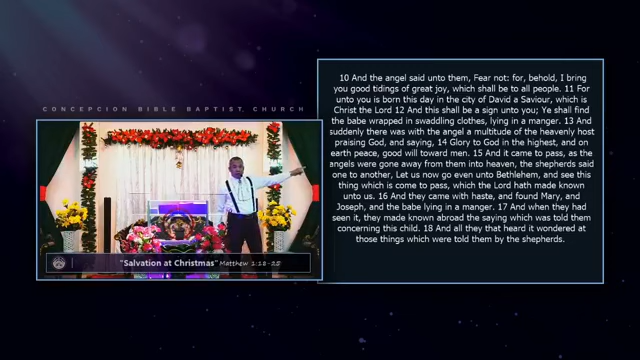 CONCEPCION BIBLE BAPTIST CHURCH
"Salvation at Christmas" Matthew 1:18-25
10 And the angel said unto them, Fear not: for, behold, I bring
you good tidings of great joy, which shall be to all people. 11 For
unto you is born this day in the city of David a Saviour, which is
Christ the Lord 12 And this shall be a sign unto you; Ye shall find
the babe wrapped in swaddling clothes, lying in a manger. 13 And
suddenly there was with the angel a multitude of the heavenly host
praising God, and saying, 14 Glory to God in the highest, and on
earth peace, good will toward men. 15 And it came to pass, as the
angels were gone away from them into heaven, the shepherds said
one to another, Let us now go even unto Bethlehem, and see this
thing which is come to pass, which the Lord hath made known
unto us. 16 And they came with haste, and found Mary, and
Joseph, and the babe lying in a manger. 17 And when they had
seen it, they made known abroad the saying which was told them
concerning this child. 18 And all they that heard it wondered at
those things which were told them by the shepherds.